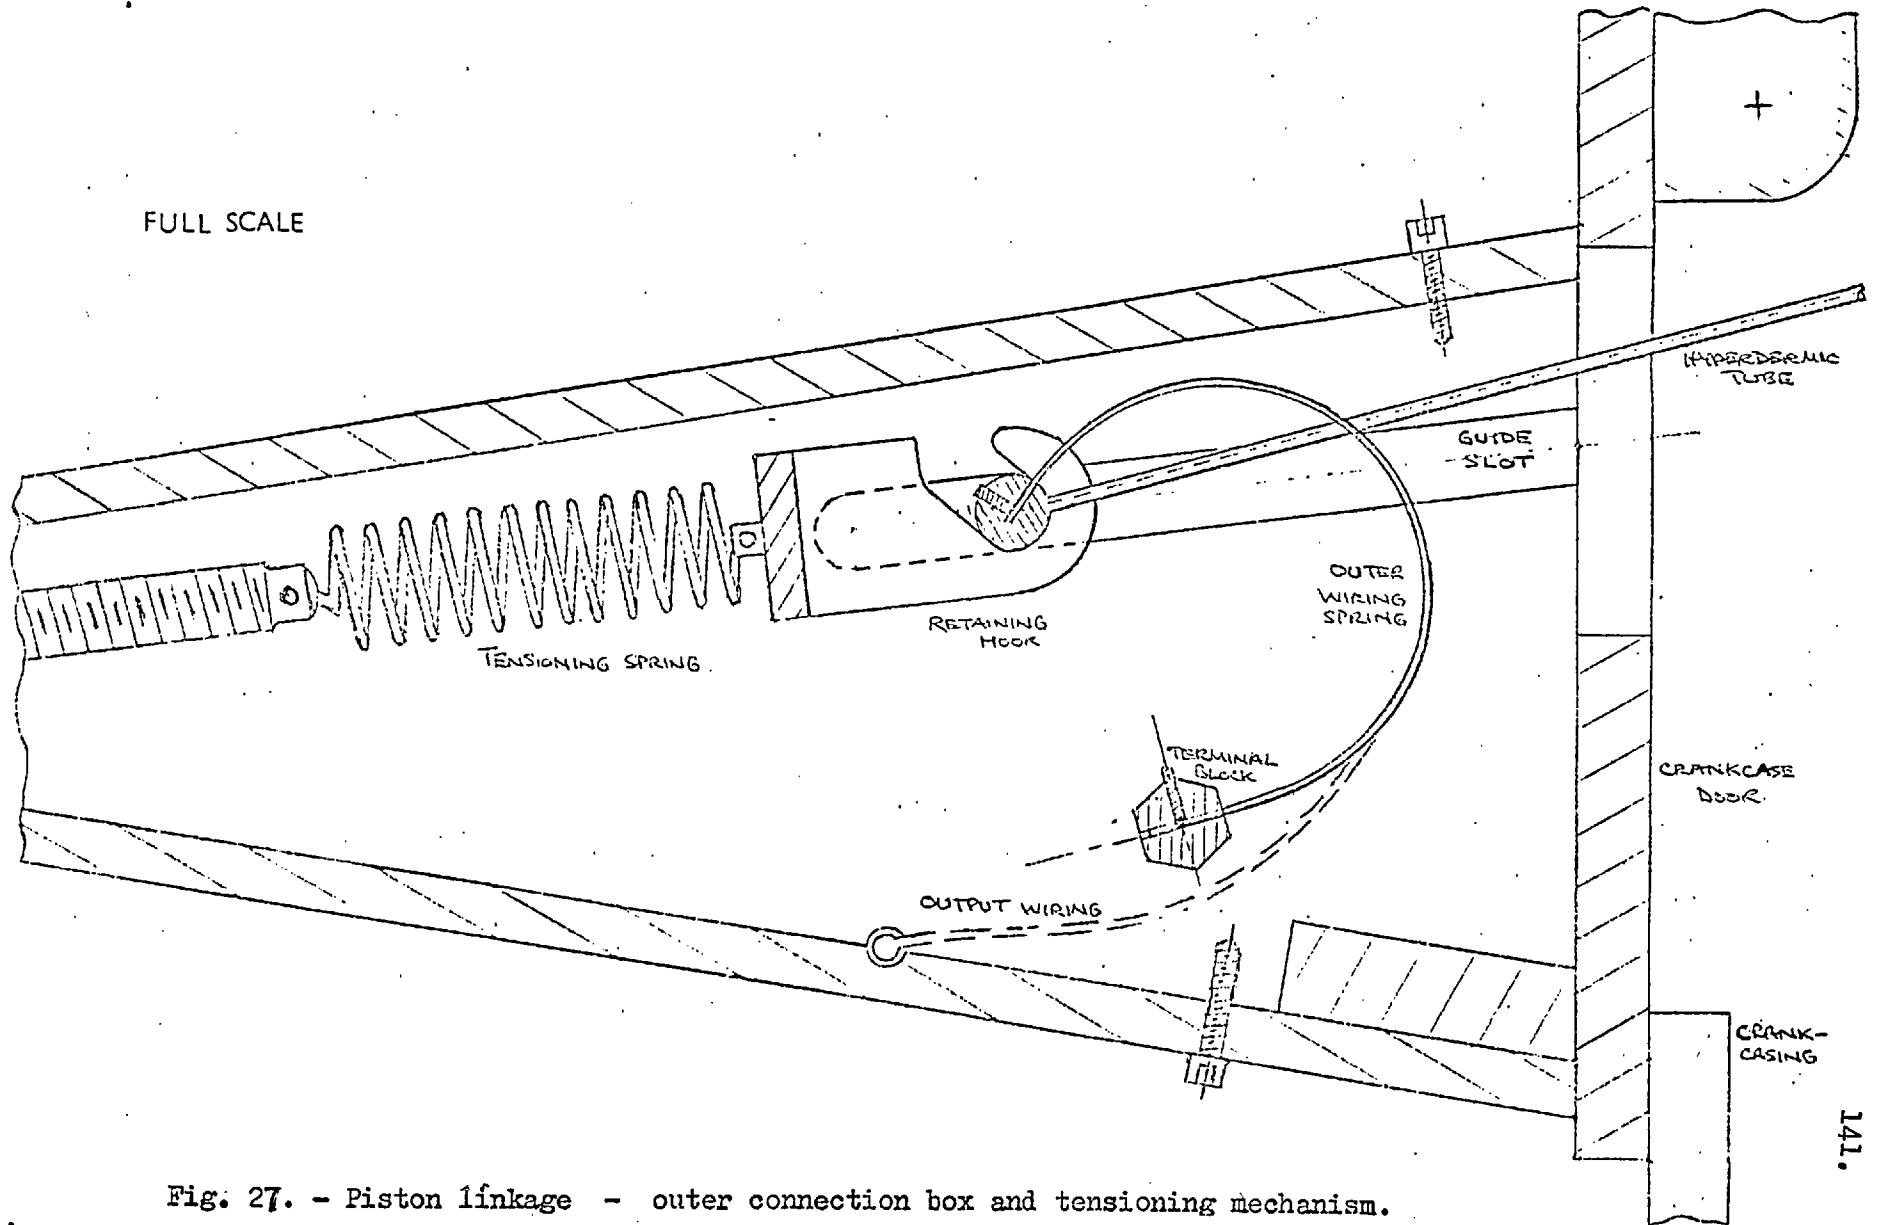 FULL SCALE
HYPERDERMIC
TUBE
GUIDE
SLOT
OUTER
WIRING
SPRING
RETAINING
HOOK
TENSIONING SPRING.
TERMINAL
BLOCK
CRANKCASE
DOOR.
OUTPUT WIRING
CRANK-
CASING
141.
Fig. 27. - Piston linkage - outer connection box and tensioning mechanism.